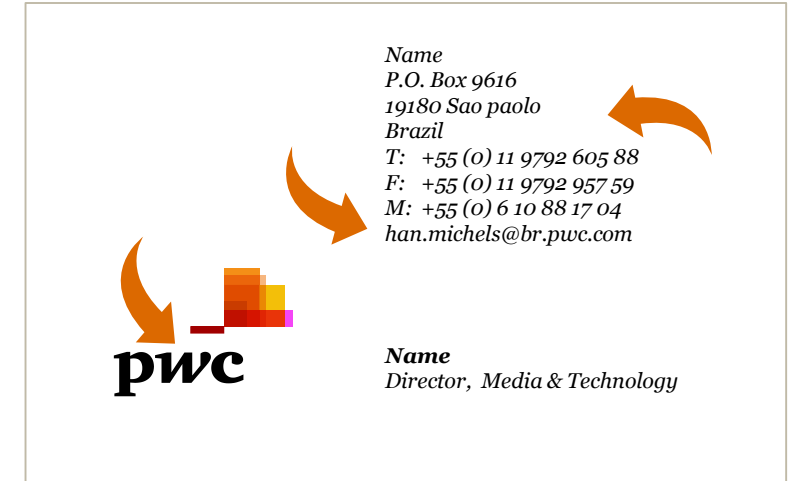 Name
P.O. Box 9616
19180 Sao paolo
Brazil
T: +55 (0) 11 9792 605 88
F: +55 (0) 11 9792 957 59
M: +55 (0) 6 10 88 17 04
han.michels@br.pwc.com
pwc
Name
Director, Media & Technology